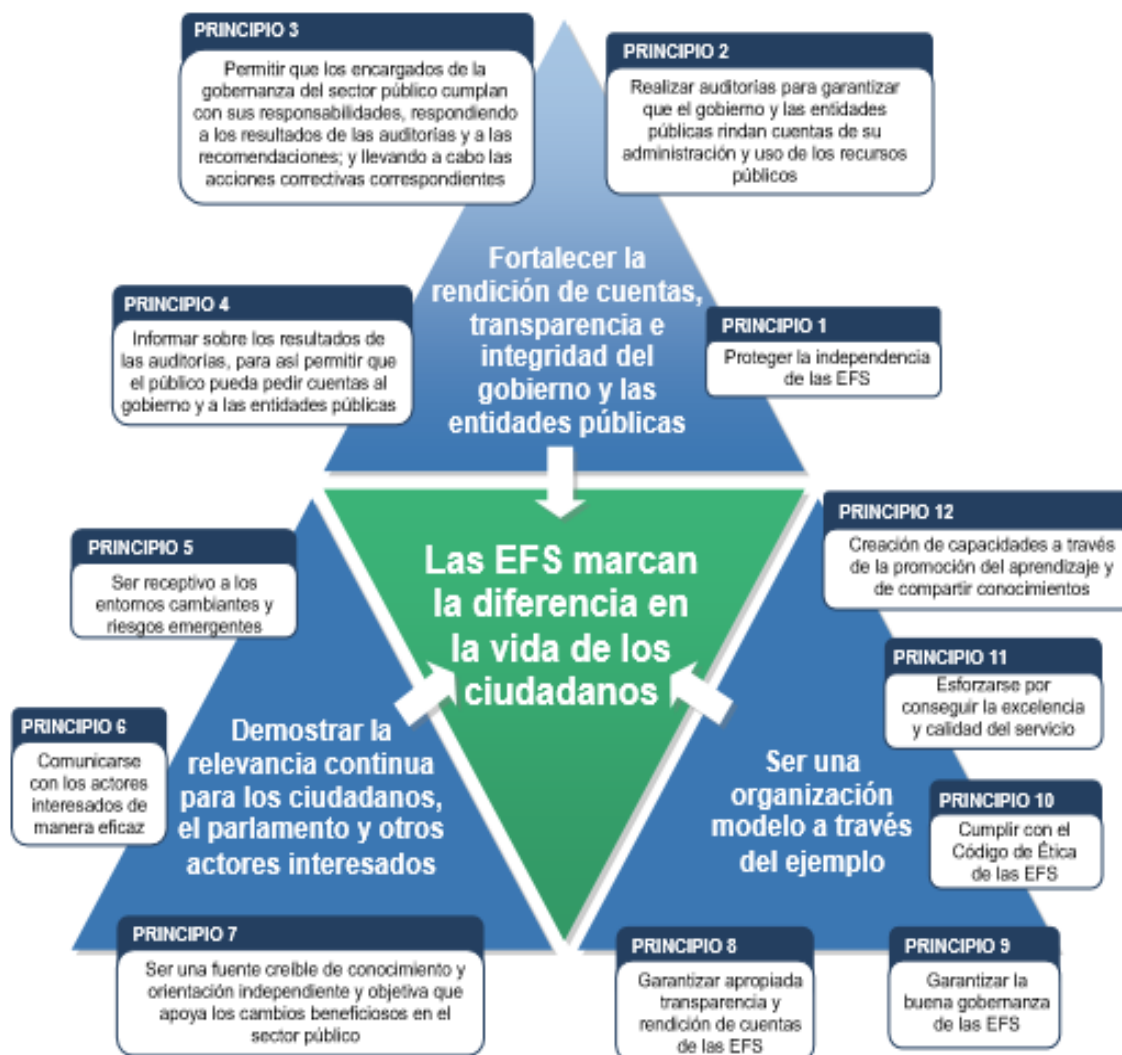 PRINCIPIO 3
Permitir que los encargados de la
gobernanza del sector público cumplan
con sus responsabilidades, respondiendo
a los resultados de las auditorías y a las
recomendaciones; y llevando a cabo las
acciones correctivas correspondientes
PRINCIPIO 2
Realizar auditorías para garantizar
que el gobierno y las entidades
públicas rindan cuentas de su
administración y uso de los recursos
públicos
Fortalecer la
rendición de cuentas,
transparencia e
integridad del
gobierno y las
entidades públicas
PRINCIPIO 4
Informar sobre los resultados de
las auditorías, para así permitir que
el público pueda pedir cuentas al
gobierno y a las entidades públicas
PRINCIPIO 1
Proteger la independencia
de las EFS
Las EFS marcan
la diferencia en
la vida de los
ciudadanos
PRINCIPIO 5
Ser receptivo a los
entornos cambiantes y
riesgos emergentes
PRINCIPIO 6
Comunicarse
con los actores
interesados de
manera eficaz
Demostrar la
relevancia continua
para los ciudadanos,
el parlamento y otros
actores interesados
PRINCIPIO 7
Ser una fuente creíble de conocimiento y
orientación independiente y objetiva que
apoya los cambios beneficiosos en el
sector público
PRINCIPIO 12
Creación de capacidades a través
de la promoción del aprendizaje y
de compartir conocimientos
PRINCIPIO 11
Esforzarse por
conseguir la excelencia
y calidad del servicio
Ser una
organización
modelo a través
del ejemplo
PRINCIPIO 10
Cumplir con el
Código de Ética
de las EFS
PRINCIPIO 8
Garantizar apropiada
transparencia y
rendición de cuentas
de las EFS
PRINCIPIO 9
Garantizar la
buena gobernanza
de las EFS